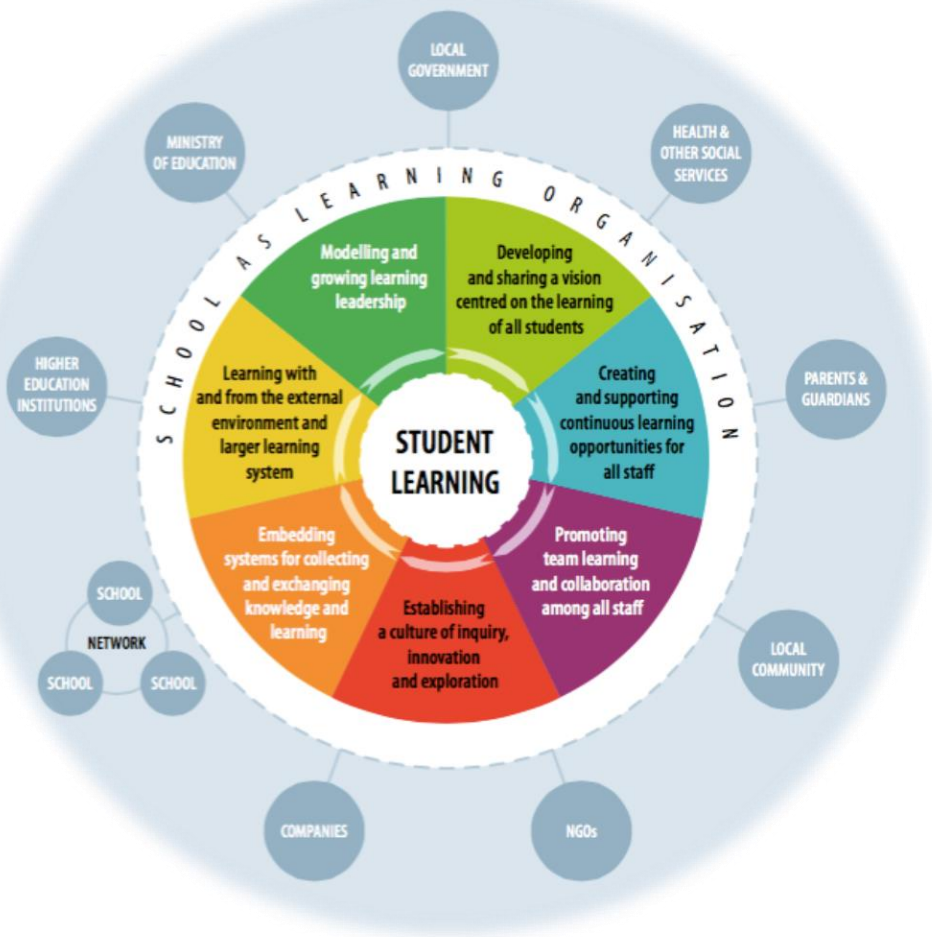 LOCAL
GOVERNMENT
MINISTRY
OF EDUCATION
HEALTH &
OTHER SOCIAL
SERVICES
SCHOOL AS LEARNING ORGANISATION
Modelling and
growing learning
leadership
Developing
and sharing a vision
centred on the learning
of all students
HIGHER
EDUCATION
INSTITUTIONS
Learning with
and from the external
environment and
larger learning
system
Creating
and supporting
continuous learning
opportunities for
all staff
PARENTS &
GUARDIANS
STUDENT
LEARNING
Embedding
systems for collecting
and exchanging
knowledge and
learning
Establishing
a culture of inquiry,
innovation
and exploration
Promoting
team learning
and collaboration
among all staff
SCHOOL
NETWORK
SCHOOL
SCHOOL
LOCAL
COMMUNITY
COMPANIES
NGOs